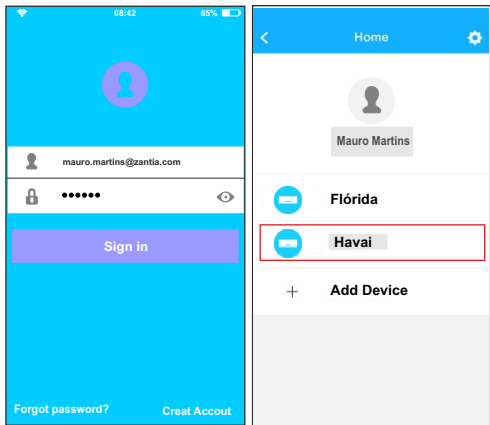 08:42
65%
mauro.martins@zantia.com
••••••
Sign in
Forgot password?
Creat Accout
Home
Mauro Martins
Flórida
Havai
+ Add Device